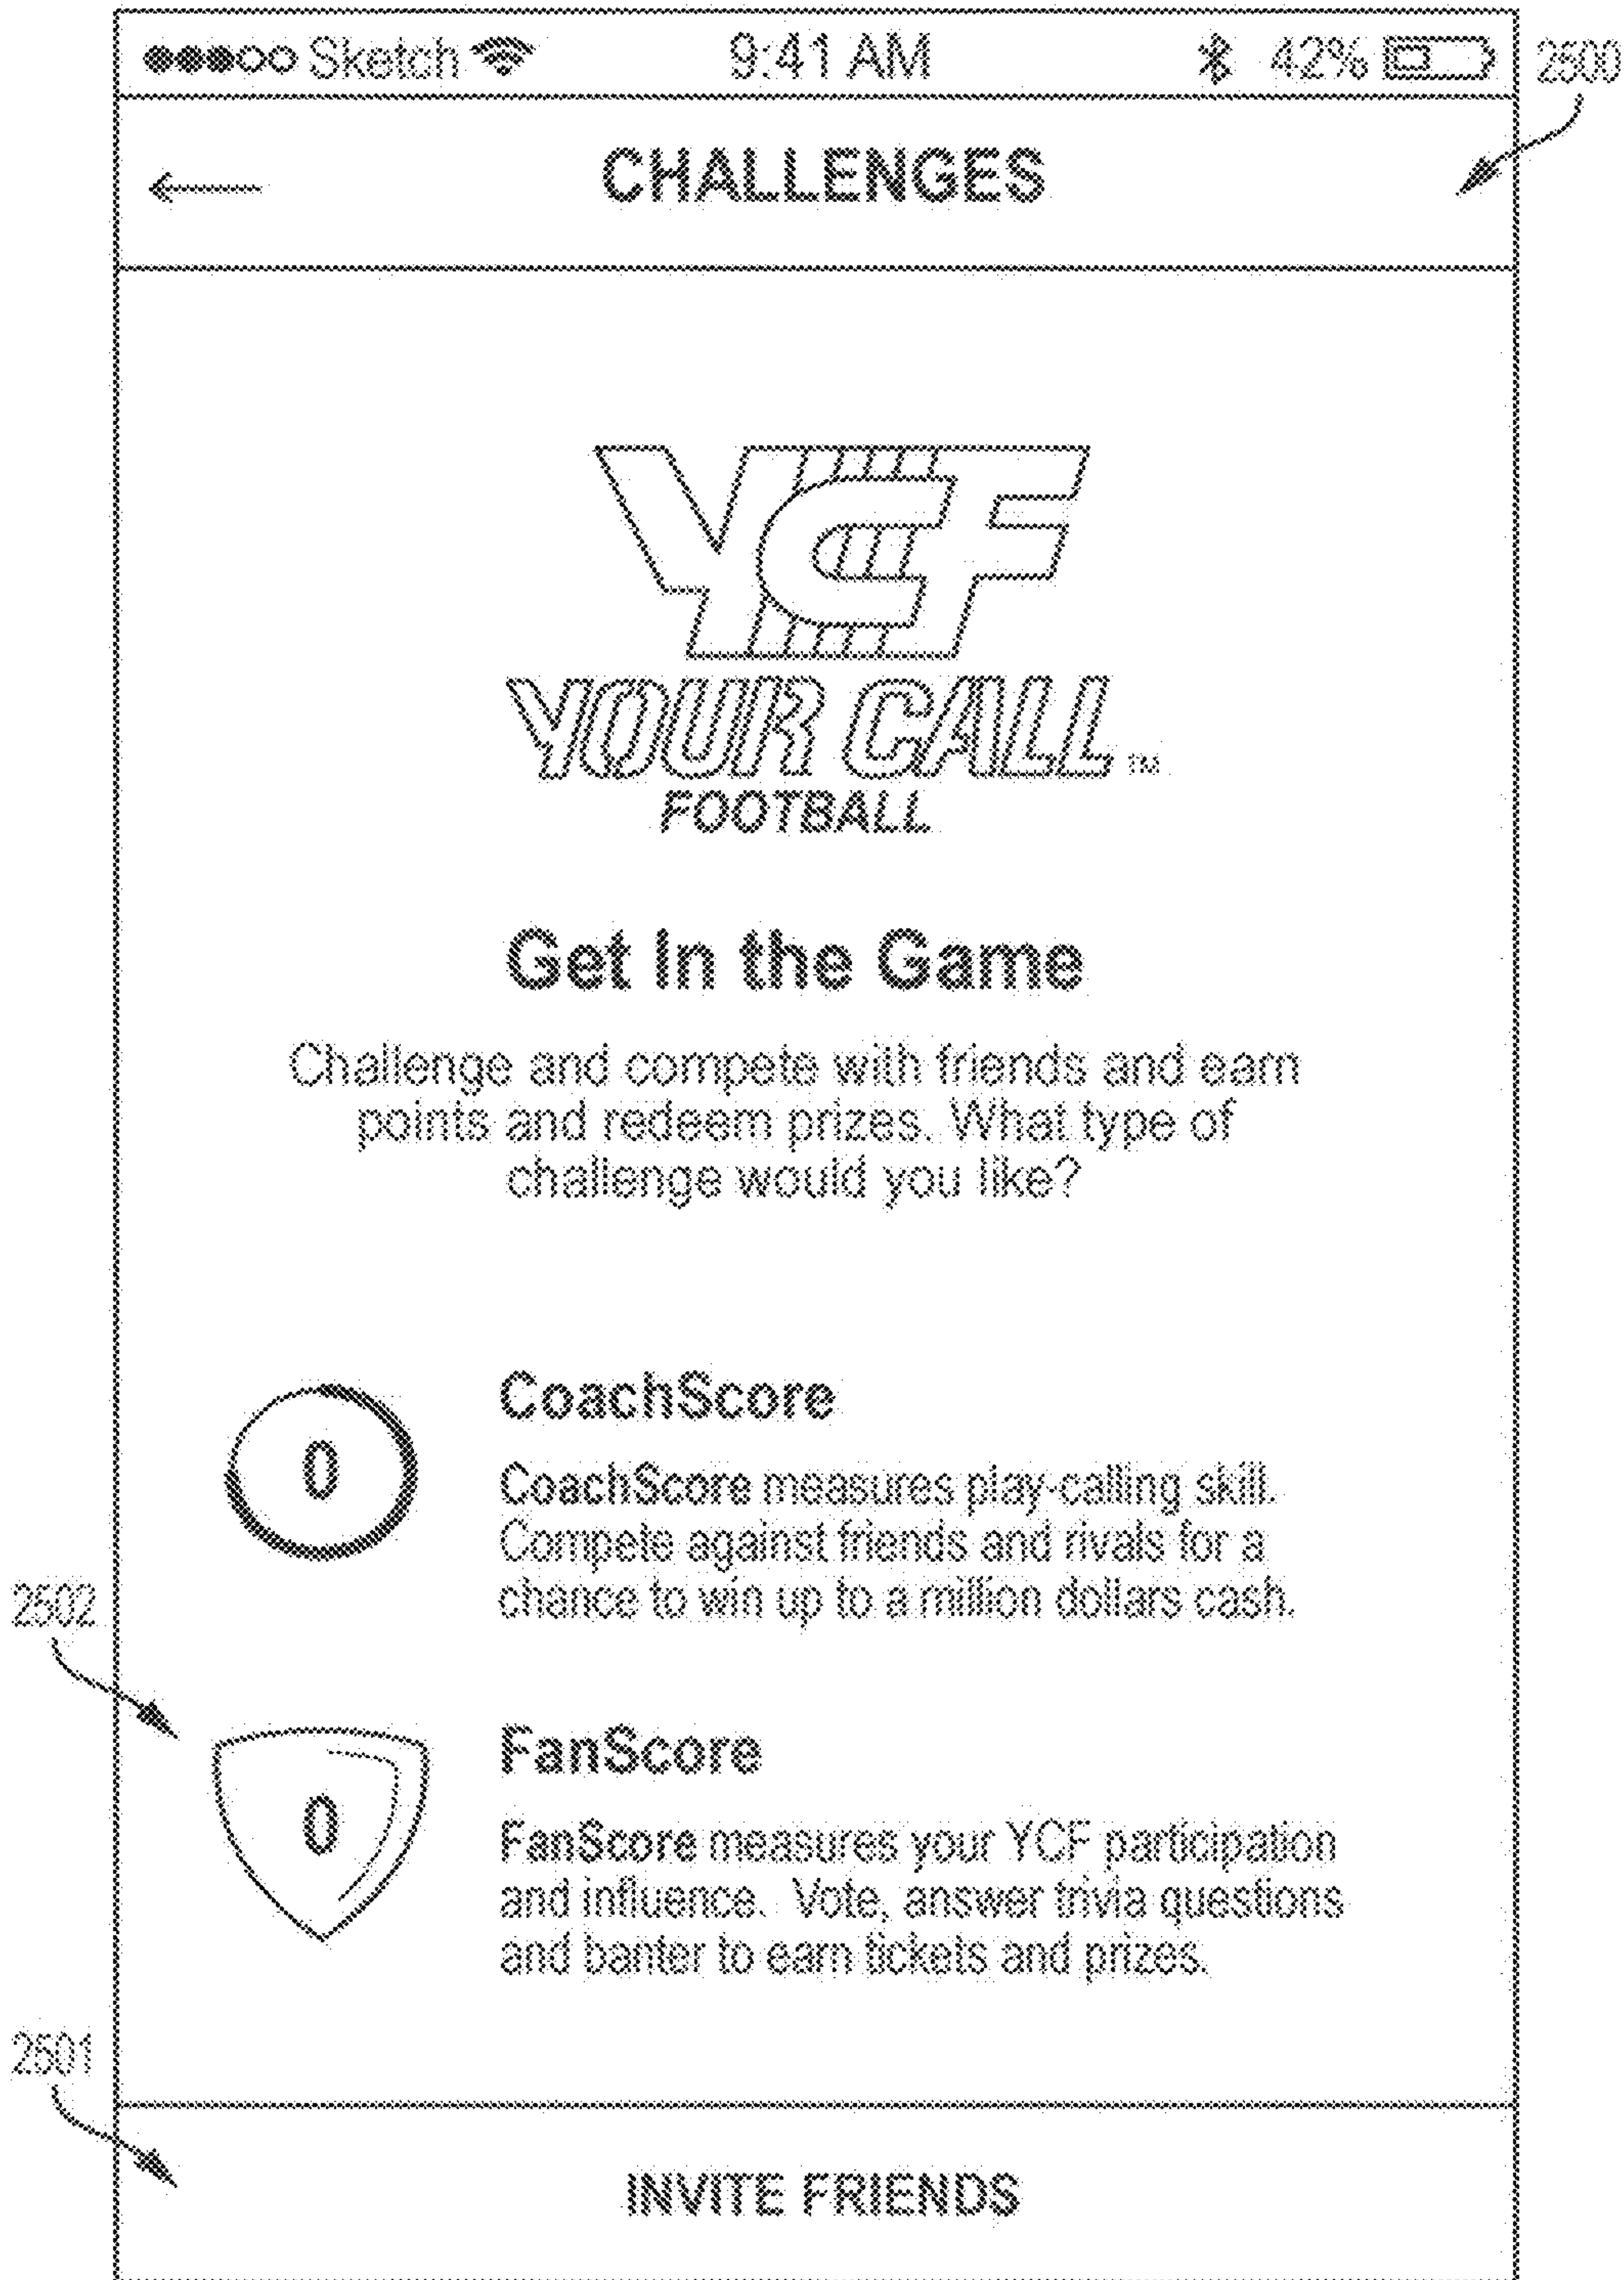 Sketch 9:41 AM 42% 2500
CHALLENGES
YCF
YOUR CALL ™
FOOTBALL
Get In the Game
Challenge and compete with friends and earn
points and redeem prizes. What type of
challenge would you like?
CoachScore
0
CoachScore measures play-calling skill.
Compete against friends and rivals for a
chance to win up to a million dollars cash.
2502
FanScore
0
FanScore measures your YCF participation
and influence. Vote, answer trivia questions
and banter to earn tickets and prizes.
2501
INVITE FRIENDS